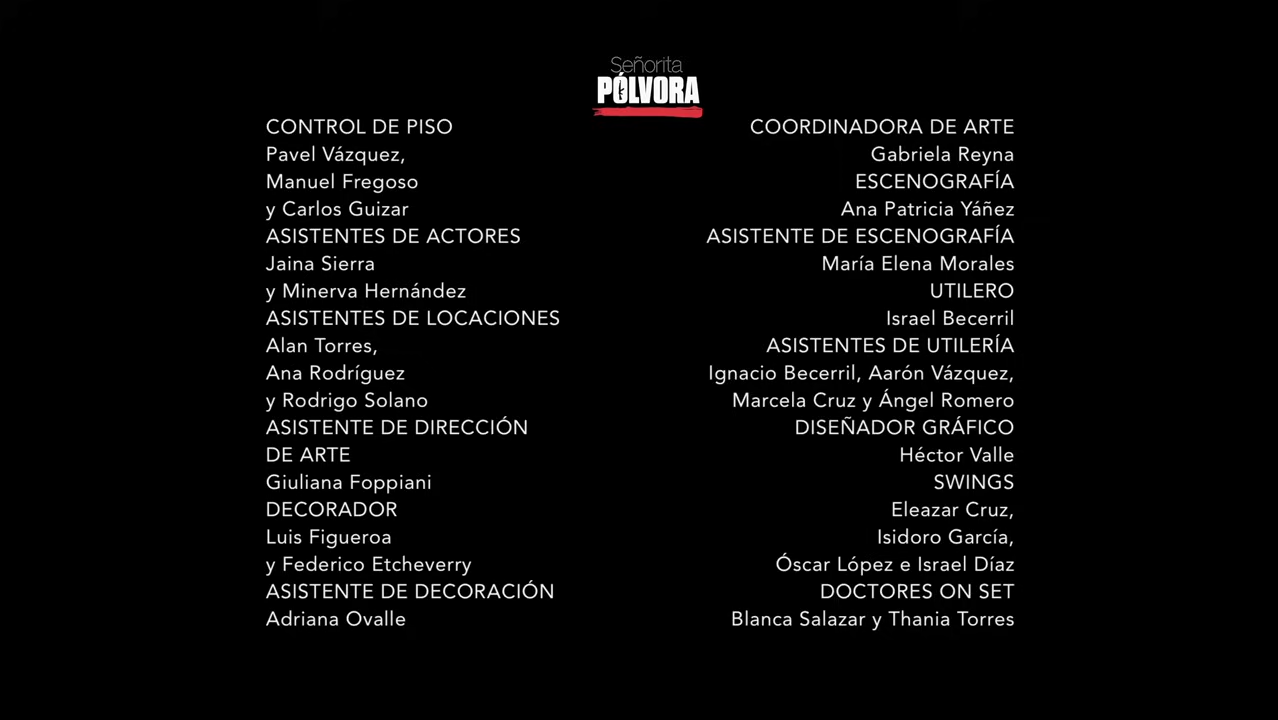 Señorita
PÓLVORA
CONTROL DE PISO
Pavel Vázquez,
Manuel Fregoso
y Carlos Guizar
ASISTENTES DE ACTORES
Jaina Sierra
y Minerva Hernández
ASISTENTES DE LOCACIONES
Alan Torres,
Ana Rodríguez
y Rodrigo Solano
ASISTENTE DE DIRECCIÓN
DE ARTE
Giuliana Foppiani
DECORADOR
Luis Figueroa
y Federico Etcheverry
ASISTENTE DE DECORACIÓN
Adriana Ovalle
COORDINADORA DE ARTE
Gabriela Reyna
ESCENOGRAFÍA
Ana Patricia Yáñez
ASISTENTE DE ESCENOGRAFÍA
María Elena Morales
UTILERO
Israel Becerril
ASISTENTES DE UTILERÍA
Ignacio Becerril, Aarón Vázquez,
Marcela Cruz y Ángel Romero
DISEÑADOR GRÁFICO
Héctor Valle
SWINGS
Eleazar Cruz,
Isidoro García,
Óscar López e Israel Díaz
DOCTORES ON SET
Blanca Salazar y Thania Torres